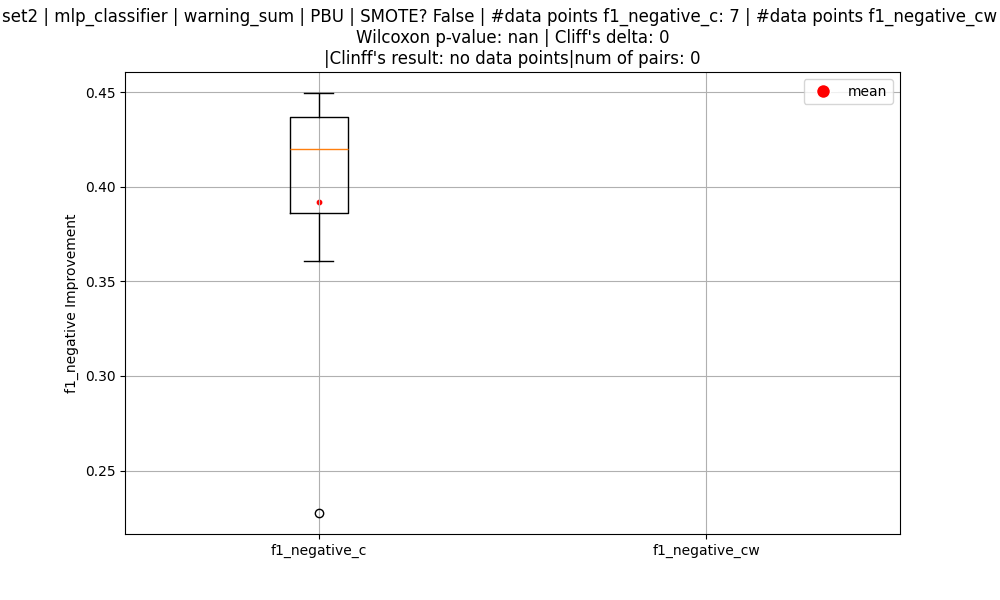 set2 | mlp_classifier | warning_sum | PBU | SMOTE? False | #data points f1_negative_c: 7 | #data points f1_negative_cw
Wilcoxon p-value: nan | Cliff's delta: 0
|Clinff's result: no data points|num of pairs: 0
mean
0.45
0.40
0.35
0.30
0.25
f1_negative Improvement
f1_negative_c
f1_negative_cw